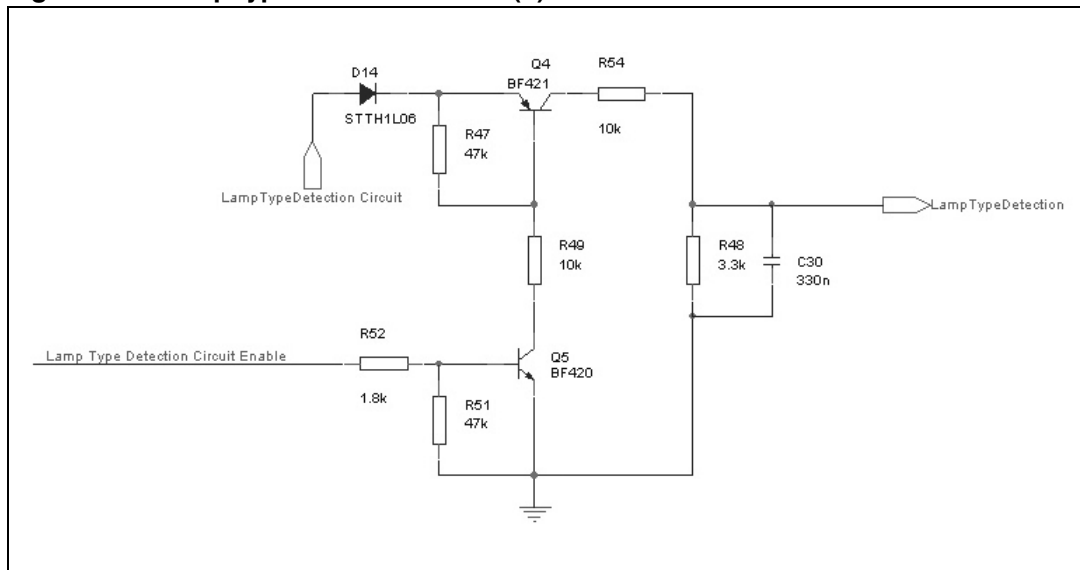 Q4
BF421
R54
10k
D14
STTH1L06
R47
47k
LampTypeDetection Circuit
LampTypeDetection
R49
10k
R48
3.3k
C30
330n
R52
Lamp Type Detection Circuit Enable
1.8k
Q5
BF420
R51
47k